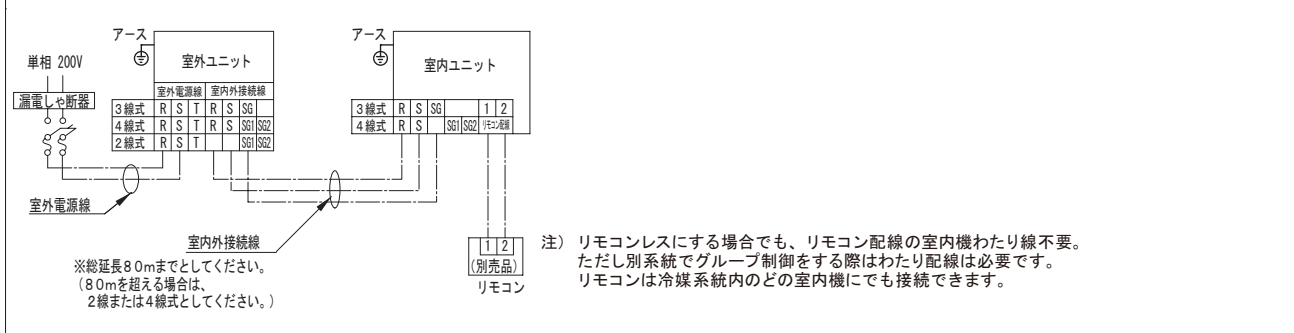 アース
単相 200V
漏電しゃ断器
室外ユニット
室外電源線 室内外接続線
3線式 R S T R S SG
4線式 R S T R S SG1 SG2
2線式 R S T SG1 SG2
室外電源線
室内外接続線
※総延長80mまでとしてください。
(80mを超える場合は、
2線または4線式としてください。)
アース
室内ユニット
3線式 R S SG 1 2
4線式 R S SG1 SG2 リモコン配線
1 2
(別売品)
リモコン
注) リモコンレスにする場合でも、リモコン配線の室内機わたり線不要。
ただし別系統でグループ制御をする際はわたり配線は必要です。
リモコンは冷媒系統内のどの室内機にでも接続できます。